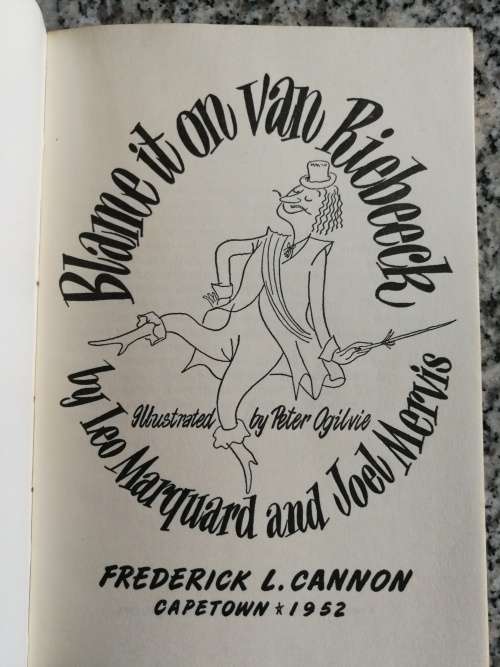 Blame it on Van Riebeeck
Illustrated by Peter Ogilvie
by Leo Marquard and Joel Mervis
FREDERICK L. CANNON
CAPETOWN * 1952